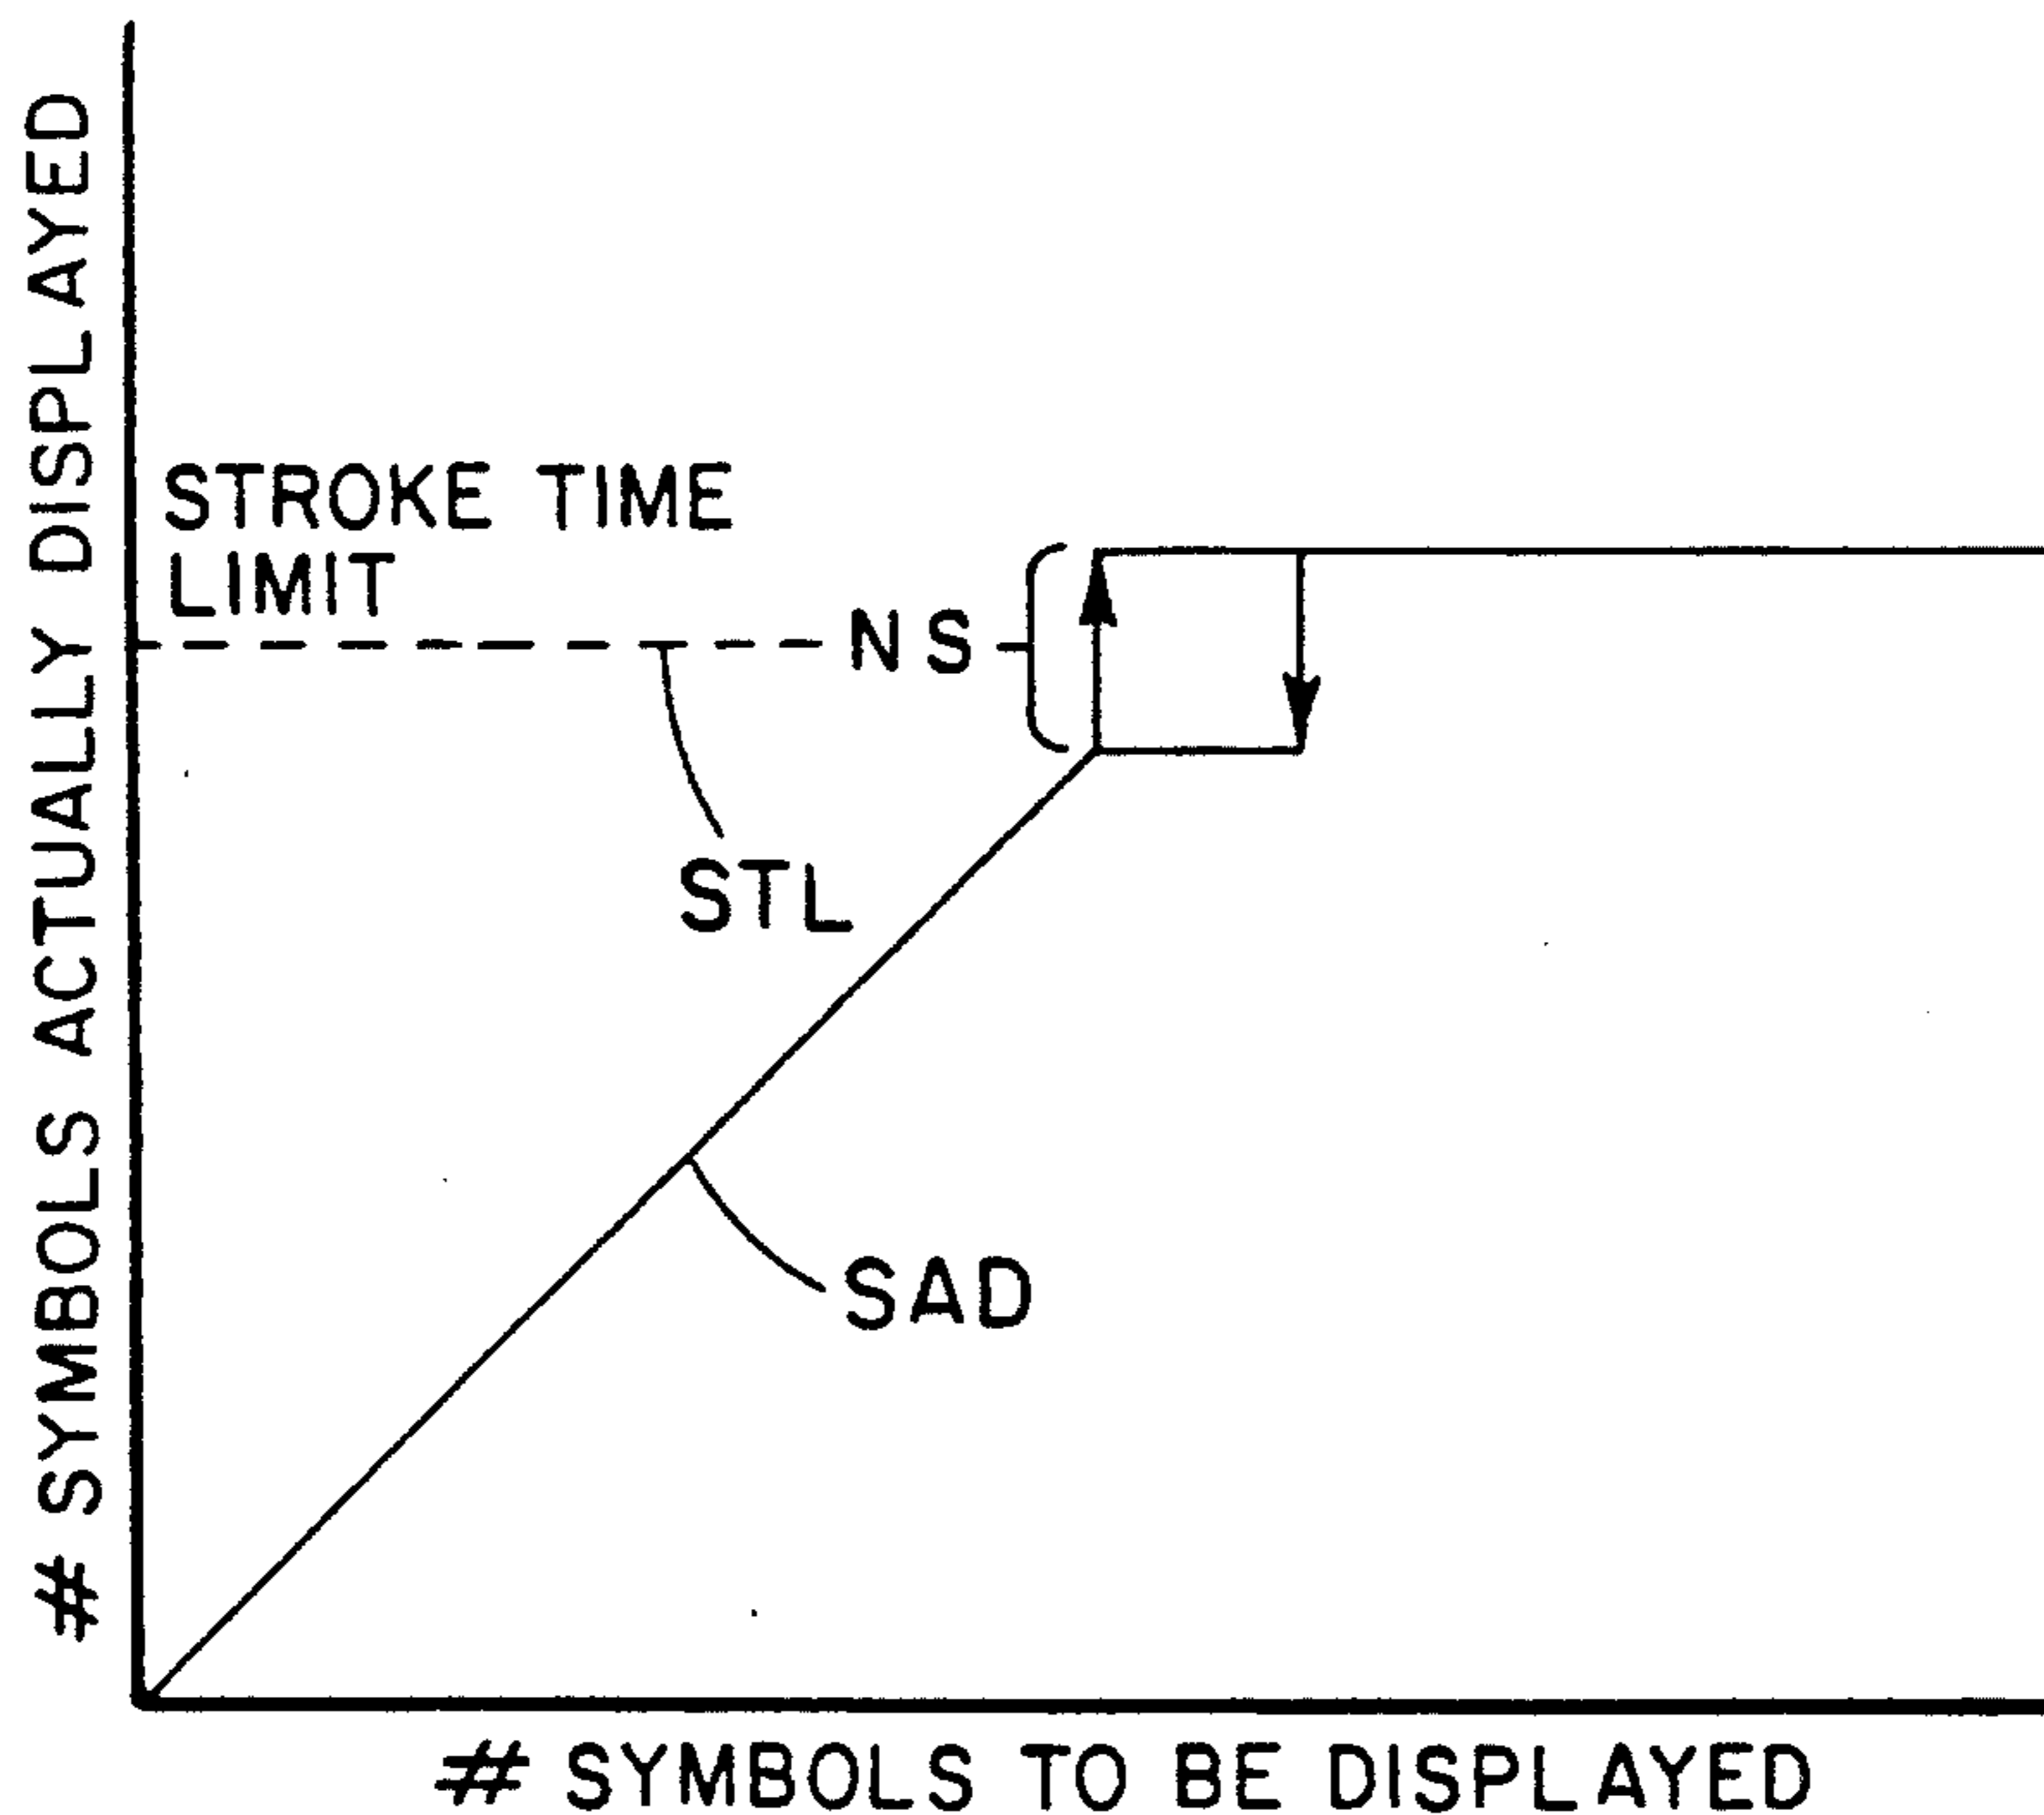 # SYMBOLS ACTUALLY DISPLAYED
STROKE TIME
LIMIT
NS
STL
SAD
# SYMBOLS TO BE DISPLAYED